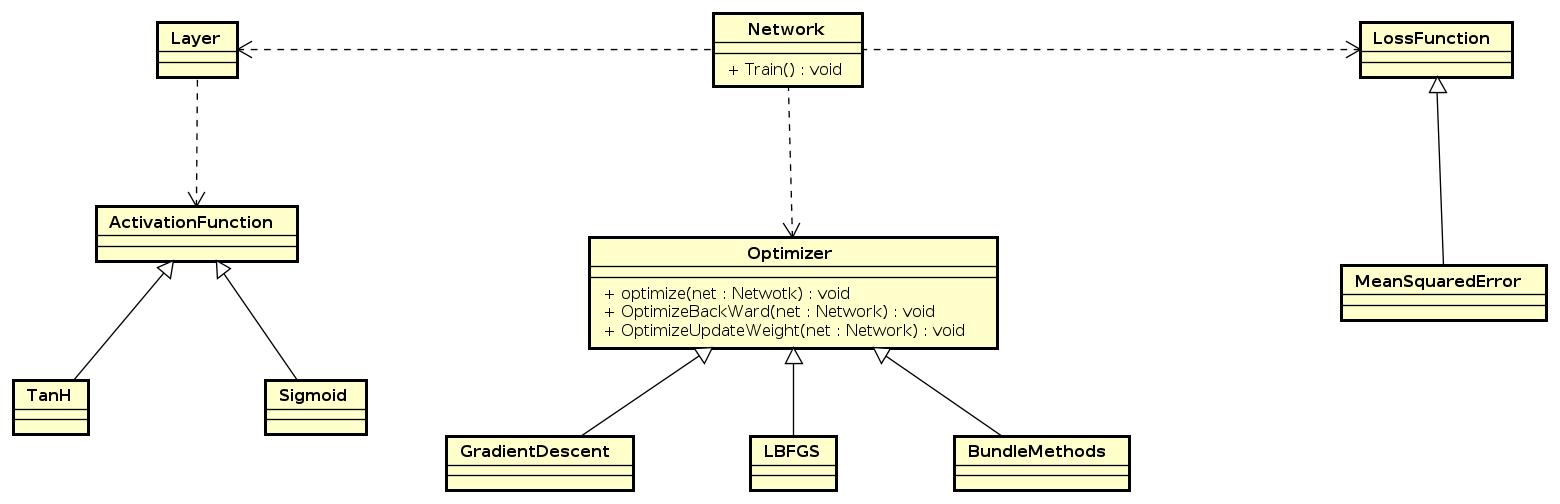 Layer
Network
+ Train() : void
LossFunction
ActivationFunction
Optimizer
+ optimize(net : Netwotk) : void
+ OptimizeBackWard(net : Network) : void
+ OptimizeUpdateWeight(net : Network) : void
MeanSquaredError
TanH
Sigmoid
GradientDescent
LBFGS
BundleMethods